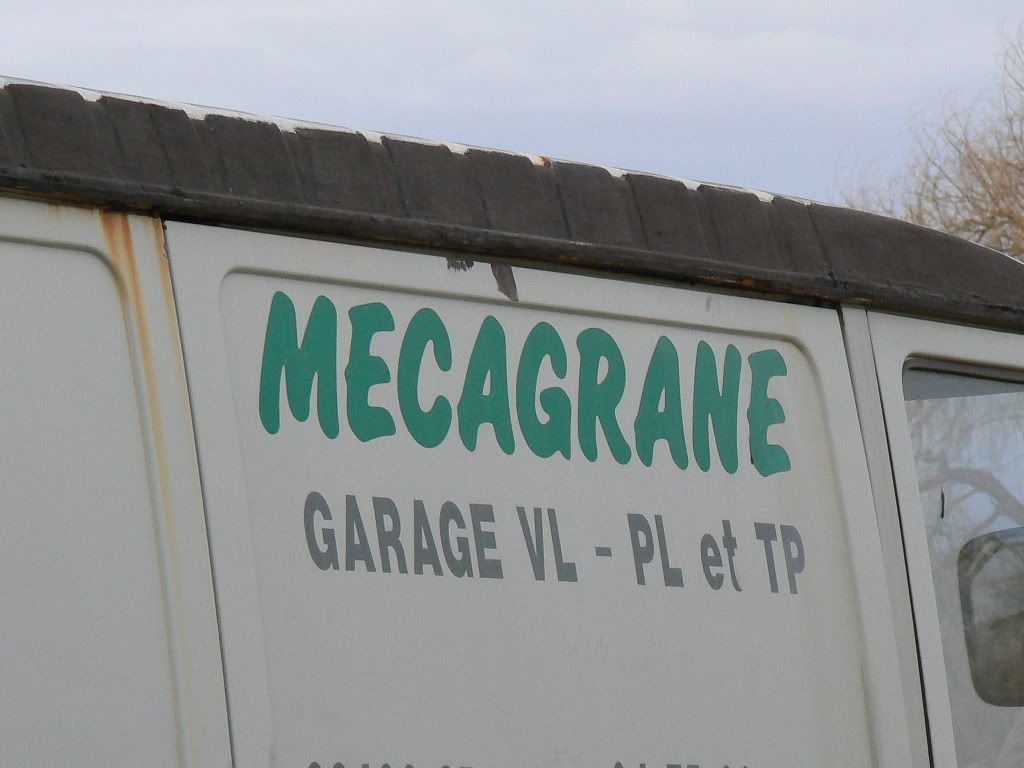 MECAGRANE
GARAGE VL - PL et TP